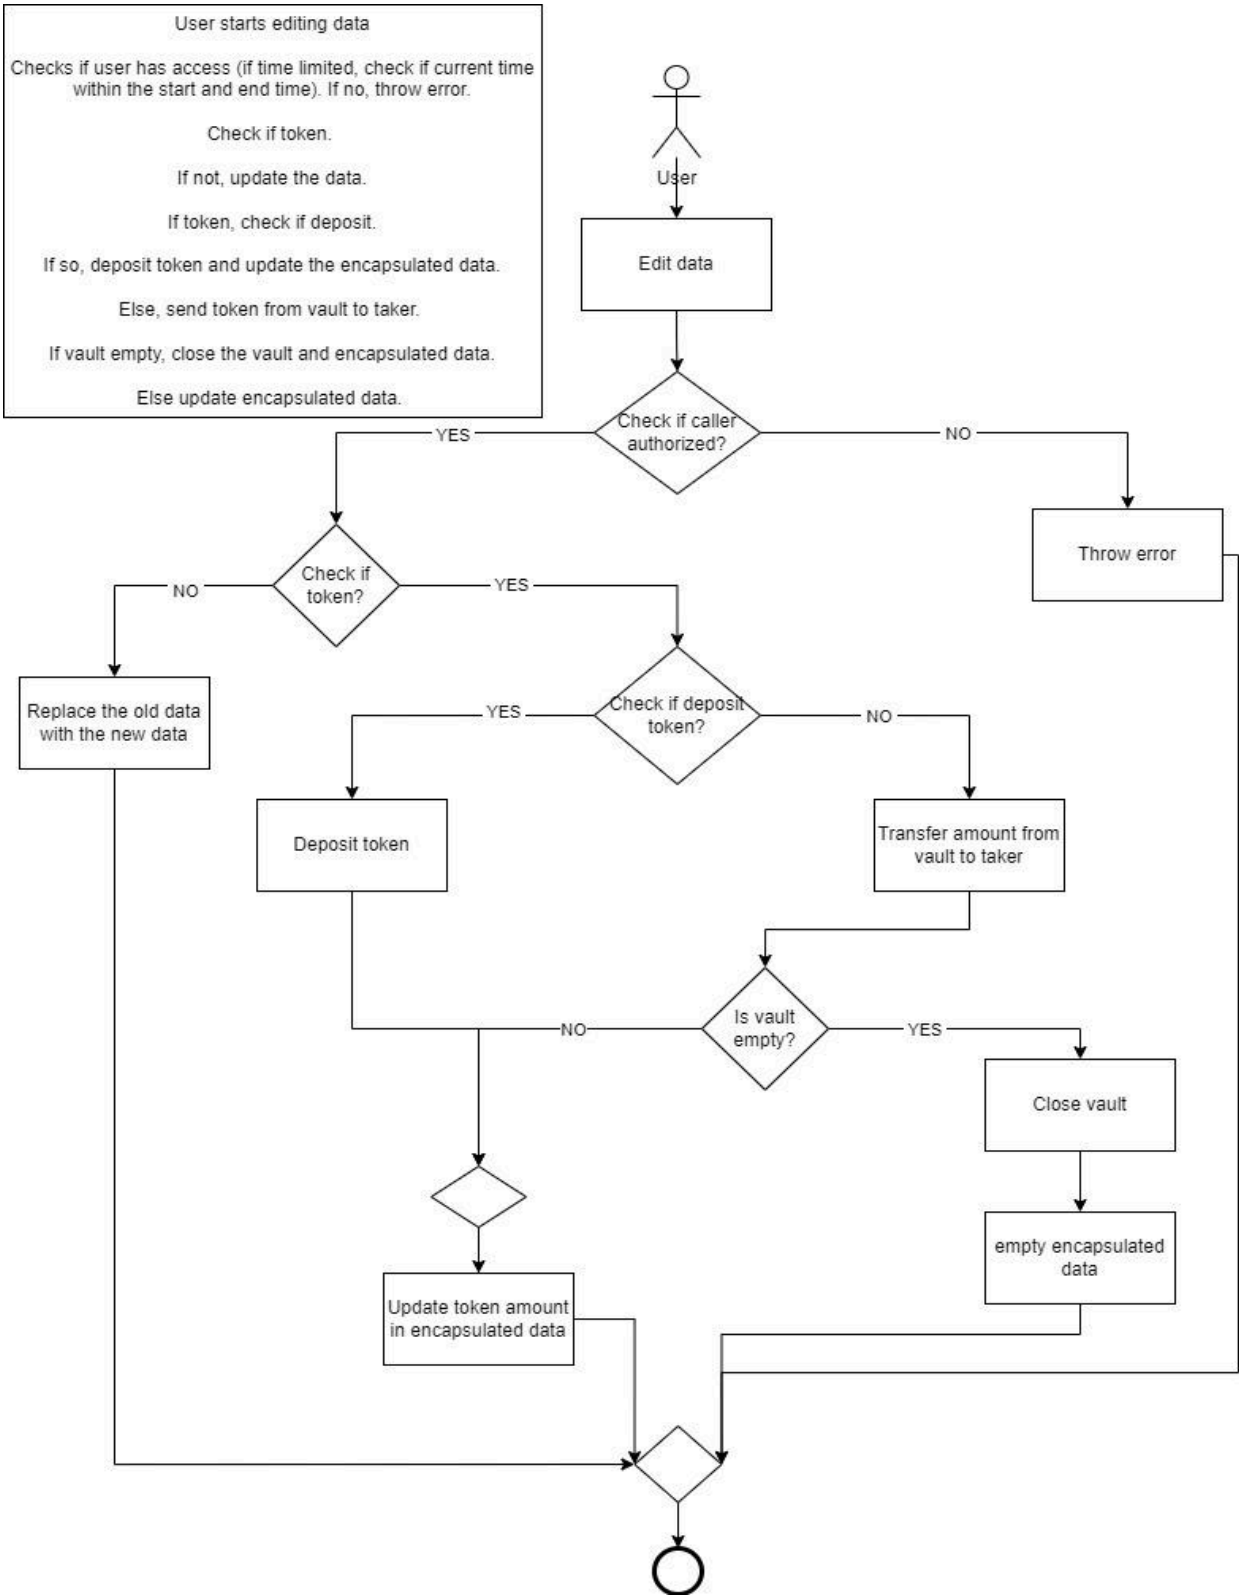 User starts editing data
Checks if user has access (if time limited, check if current time
within the start and end time). If no, throw error.
Check if token.
If not, update the data.
If token, check if deposit.
If so, deposit token and update the encapsulated data.
Else, send token from vault to taker.
If vault empty, close the vault and encapsulated data.
Else update encapsulated data.
User
Edit data
Check if caller
authorized?
YES
NO
Throw error
Check if
token?
NO
YES
Replace the old data
with the new data
Check if deposit
token?
YES
NO
Deposit token
Transfer amount from
vault to taker
Is vault
empty?
NO
YES
Close vault
empty encapsulated
data
Update token amount
in encapsulated data